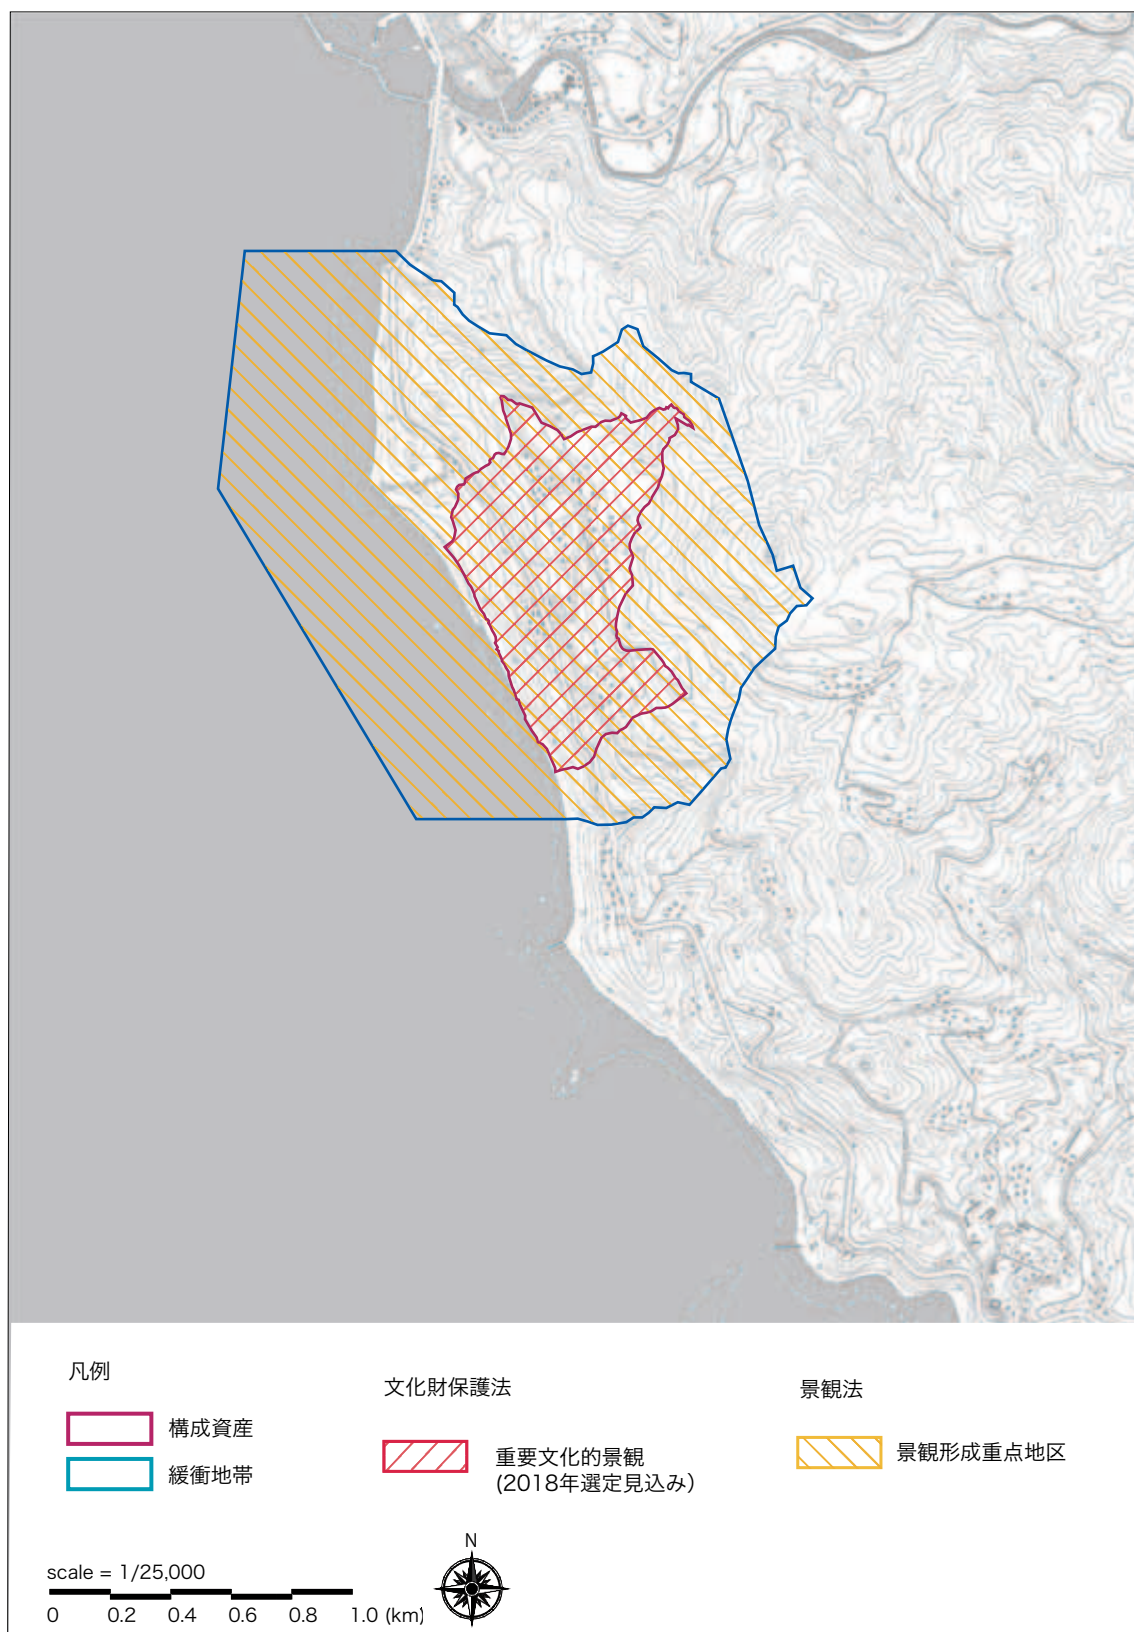 凡例
構成資産
緩衝地帯
文化財保護法
重要文化的景観
(2018年選定見込み)
景観法
景観形成重点地区
scale = 1/25,000
0 0.2 0.4 0.6 0.8 1.0 (km)
N